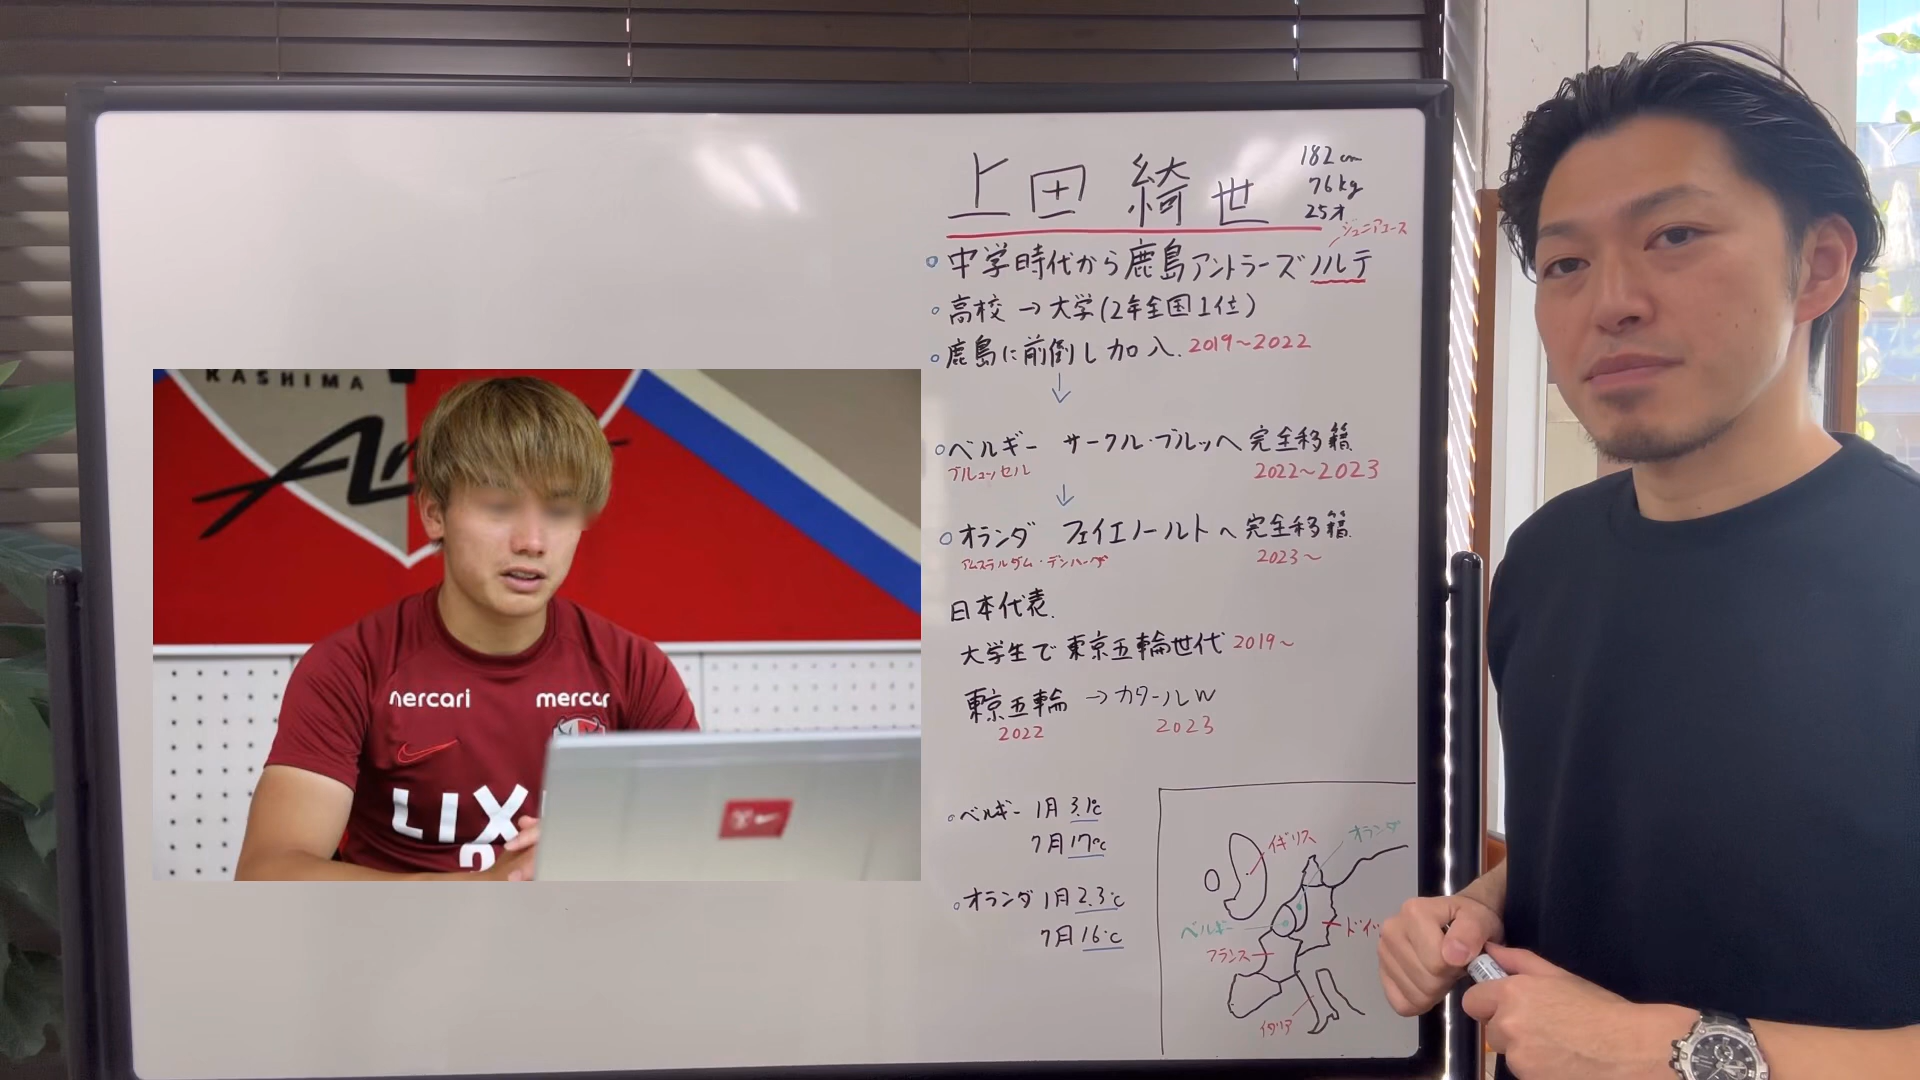 上田 綺世
182cm
76kg
25才
ジュニアユース
○中学時代から鹿島アントラーズノルテ
○高校→大学(2年全国1位)
○鹿島に前倒し加入. 2019~2022
↓
○ベルギー サークル・ブルッヘ完全移籍.
ブルュッセル 2022~2023
↓
○オランダ フェイエノールトへ完全移籍.
アムステルダム・デンハーグ 2023~
日本代表.
大学生で東京五輪世代 2019~
東京五輪→カタールW
2022 2023
○ベルギー 1月 3.1℃
7月 17℃
○オランダ 1月 2.3℃
7月 16℃
イギリス
オランダ
ベルギー
ドイツ
フランス
イタリア
KASHIMA
An
mercari
mercar
LIX